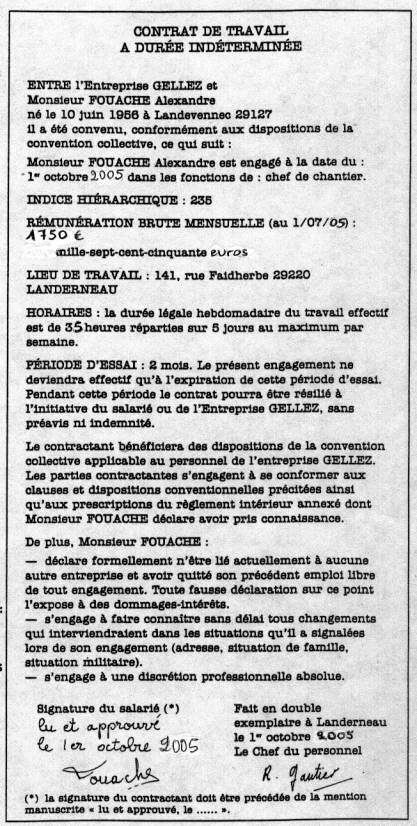 CONTRAT DE TRAVAIL
A DURÉE INDÉTERMINÉE
ENTRE l'Entreprise GELLEZ et
Monsieur FOUACHE Alexandre
né le 10 juin 1956 à Landevennec 29127
il a été convenu, conformément aux dispositions de la
convention collective, ce qui suit :
Monsieur FOUACHE Alexandre est engagé à la date du :
1er octobre 2005 dans les fonctions de : chef de chantier.
INDICE HIÉRARCHIQUE : 235
RÉMUNÉRATION BRUTE MENSUELLE (au 1/07/05) :
1750 €
mille-sept-cent-cinquante euros
LIEU DE TRAVAIL : 141, rue Faidherbe 29220
LANDERNEAU
HORAIRES : la durée légale hebdomadaire du travail effectif
est de 35 heures réparties sur 5 jours au maximum par
semaine.
PÉRIODE D'ESSAI : 2 mois. Le présent engagement ne
deviendra effectif qu'à l'expiration de cette période d'essai.
Pendant cette période le contrat pourra être résilié à
l'initiative du salarié ou de l'Entreprise GELLEZ, sans
préavis ni indemnité.
Le contractant bénéficiera des dispositions de la convention
collective applicable au personnel de l'entreprise GELLEZ.
Les parties contractantes s'engagent à se conformer aux
clauses et dispositions conventionnelles précitées ainsi
qu'aux prescriptions du règlement intérieur annexé dont
Monsieur FOUACHE déclare avoir pris connaissance.
De plus, Monsieur FOUACHE :
— déclare formellement n'être lié actuellement à aucune
autre entreprise et avoir quitté son précédent emploi libre
de tout engagement. Toute fausse déclaration sur ce point
l'expose à des dommages-intérêts.
— s'engage à faire connaître sans délai tous changements
qui interviendraient dans les situations qu'il a signalées
lors de son engagement (adresse, situation de famille,
situation militaire).
— s'engage à une discrétion professionnelle absolue.
Signature du salarié (*)
lu et approuvé
le 1er octobre 2005
Fouache
Fait en double
exemplaire à Landerneau
le 1er octobre 2005
Le Chef du personnel
R. Gautier
(*) la signature du contractant doit être précédée de la mention
manuscrite « lu et approuvé, le ...... ».